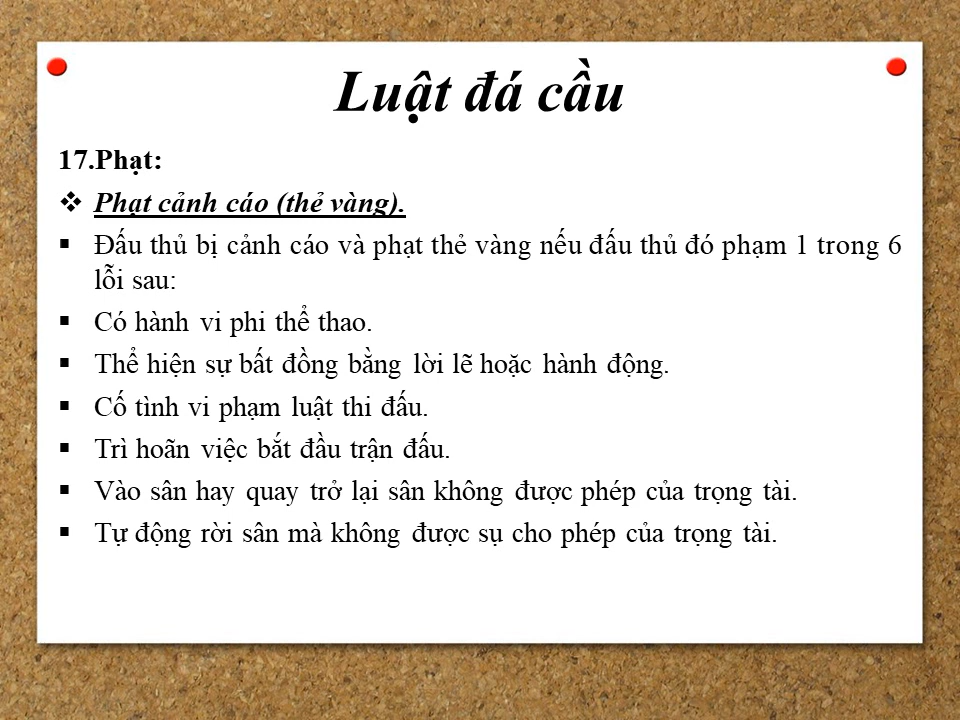 Luật đá cầu
17.Phạt:
❖ Phạt cảnh cáo (thẻ vàng).
▪ Đấu thủ bị cảnh cáo và phạt thẻ vàng nếu đấu thủ đó phạm 1 trong 6
lỗi sau:
▪ Có hành vi phi thể thao.
▪ Thể hiện sự bất đồng bằng lời lẽ hoặc hành động.
▪ Cố tình vi phạm luật thi đấu.
▪ Trì hoãn việc bắt đầu trận đấu.
▪ Vào sân hay quay trở lại sân không được phép của trọng tài.
▪ Tự động rời sân mà không được sụ cho phép của trọng tài.